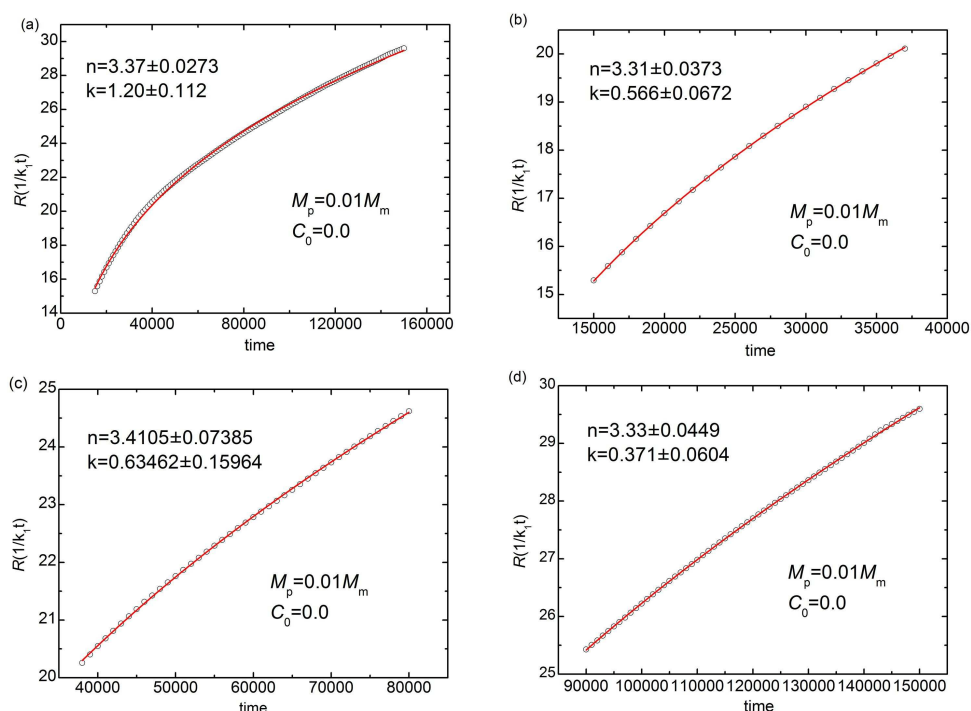 (a)
30
28
26
24
22
20
18
16
14
R(1/k₁t)
n=3.37±0.0273
k=1.20±0.112
Mₚ=0.01Mₘ
C₀=0.0
0 40000 80000 120000 160000
time
(b)
20
19
18
17
16
15
R(1/k₁t)
n=3.31±0.0373
k=0.566±0.0672
Mₚ=0.01Mₘ
C₀=0.0
15000 20000 25000 30000 35000 40000
time
(c)
25
24
23
22
21
20
R(1/k₁t)
n=3.4105±0.07385
k=0.63462±0.15964
Mₚ=0.01Mₘ
C₀=0.0
40000 50000 60000 70000 80000
time
(d)
30
29
28
27
26
25
R(1/k₁t)
n=3.33±0.0449
k=0.371±0.0604
Mₚ=0.01Mₘ
C₀=0.0
90000 100000 110000 120000 130000 140000 150000
time